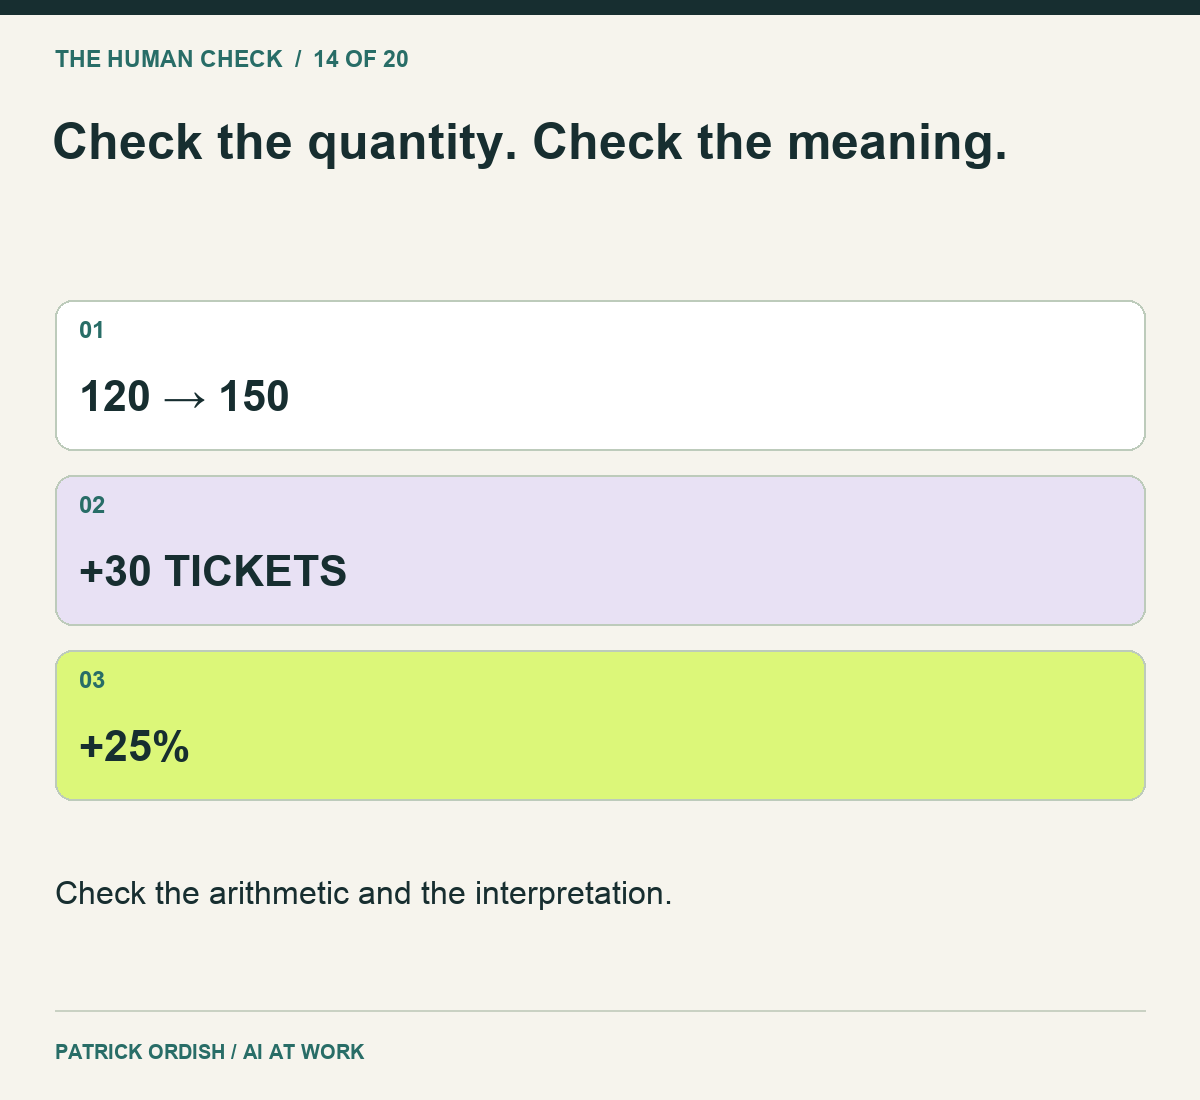 THE HUMAN CHECK / 14 OF 20
Check the quantity. Check the meaning.
01
120 → 150
02
+30 TICKETS
03
+25%
Check the arithmetic and the interpretation.
PATRICK ORDISH / AI AT WORK